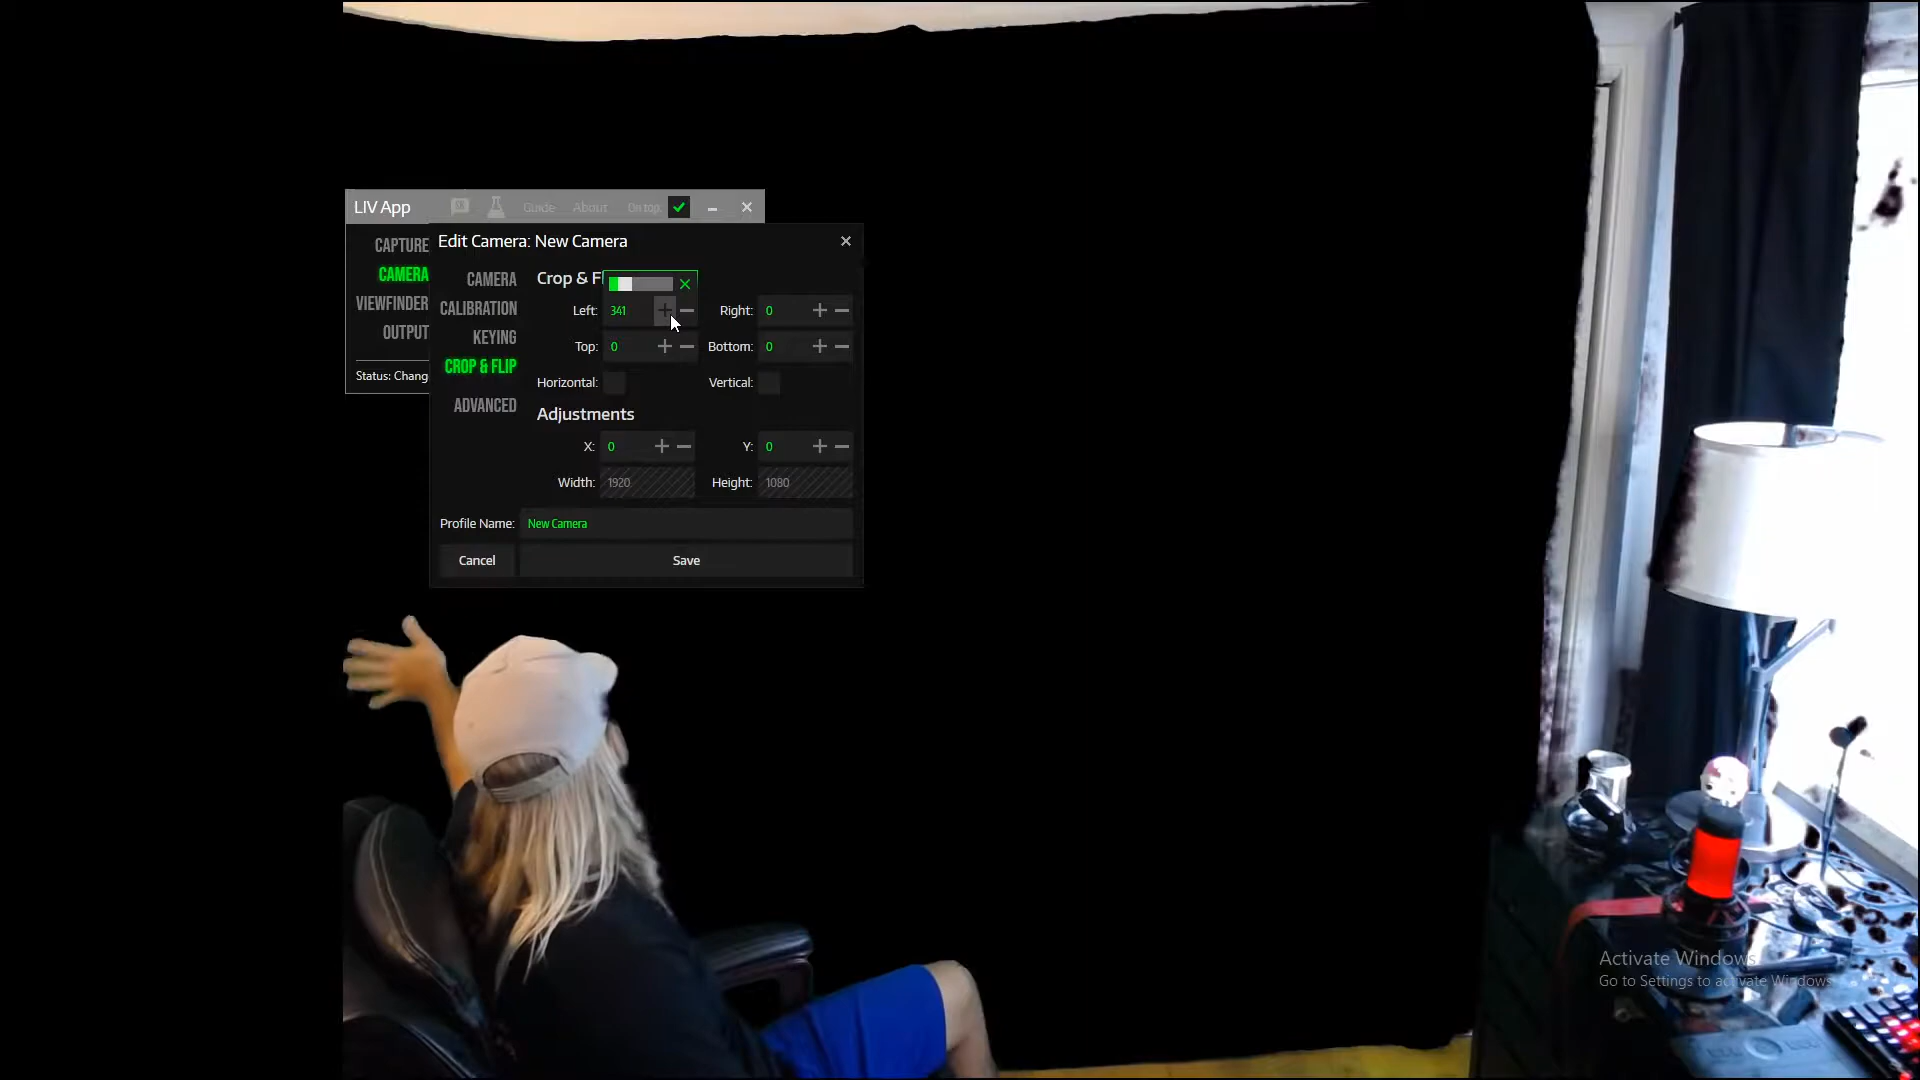 LIV App
Guide
About
On top:
CAPTURE
CAMERA
VIEWFINDER
OUTPUT
Status: Chang
Edit Camera: New Camera
CAMERA
CALIBRATION
KEYING
CROP & FLIP
ADVANCED
Crop & F
Left: 341
Right: 0
Top: 0
Bottom: 0
Horizontal:
Vertical:
Adjustments
X: 0
Y: 0
Width: 1920
Height: 1080
Profile Name: New Camera
Cancel
Save
Activate Windows
Go to Settings to activate Windows.